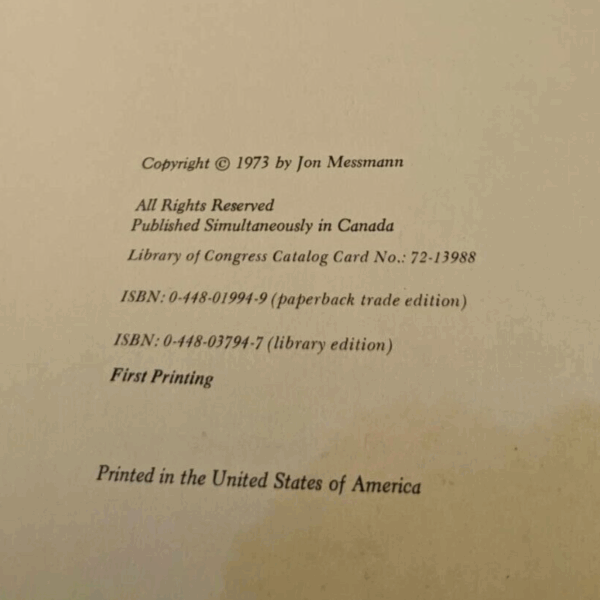 Copyright © 1973 by Jon Messmann
All Rights Reserved
Published Simultaneously in Canada
Library of Congress Catalog Card No.: 72-13988
ISBN: 0-448-01994-9 (paperback trade edition)
ISBN: 0-448-03794-7 (library edition)
First Printing
Printed in the United States of America